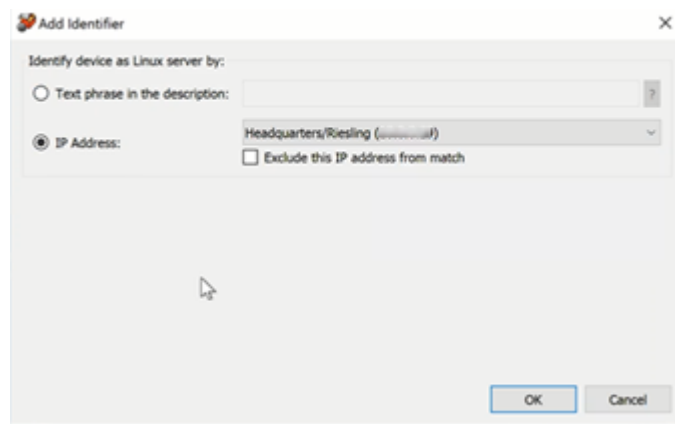 Add Identifier
Identify device as Linux server by:
Text phrase in the description:
?
IP Address:
Headquarters/Riesling (
Exclude this IP address from match
OK
Cancel